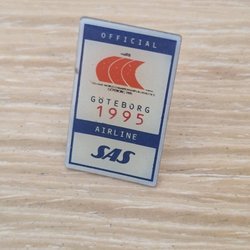 OFFICIAL
GÖTEBORG
1995
AIRLINE
SAS